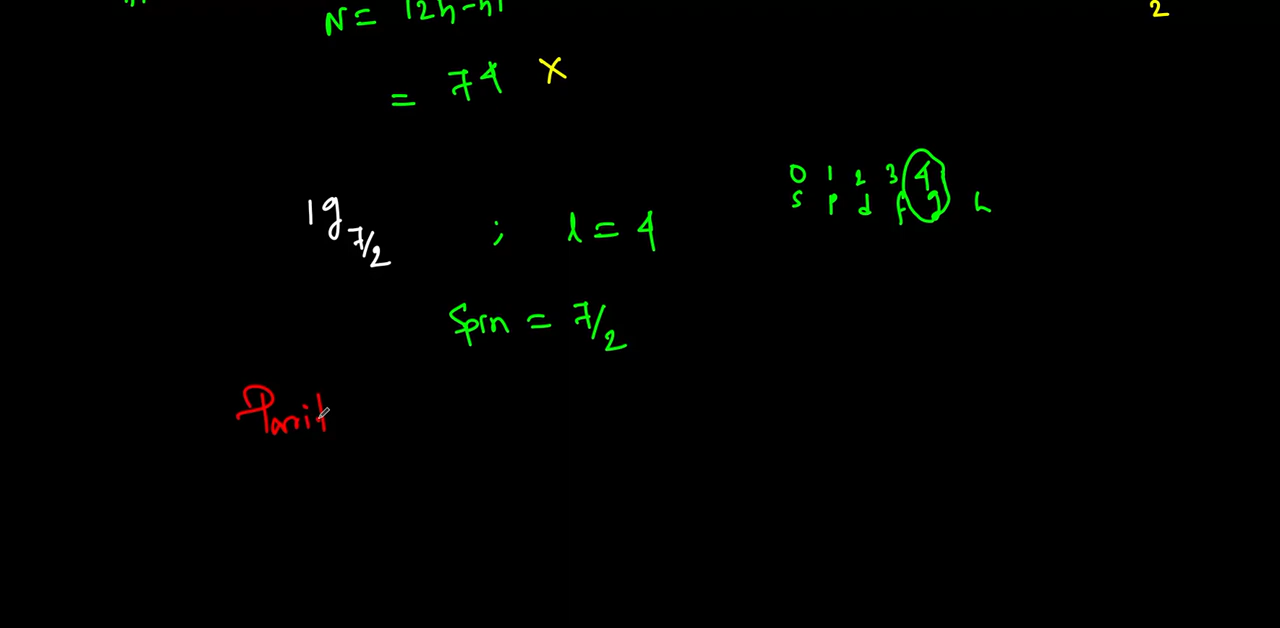 N =
= 74 ×
0 1 2 3 4
s p d f g h
1g7/2 ; l = 4
Spin = 7/2
Parit
2